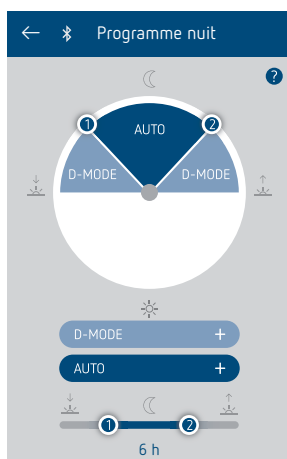 Programme nuit
?
1
AUTO
2
D-MODE
D-MODE
D-MODE +
AUTO +
1
2
6 h